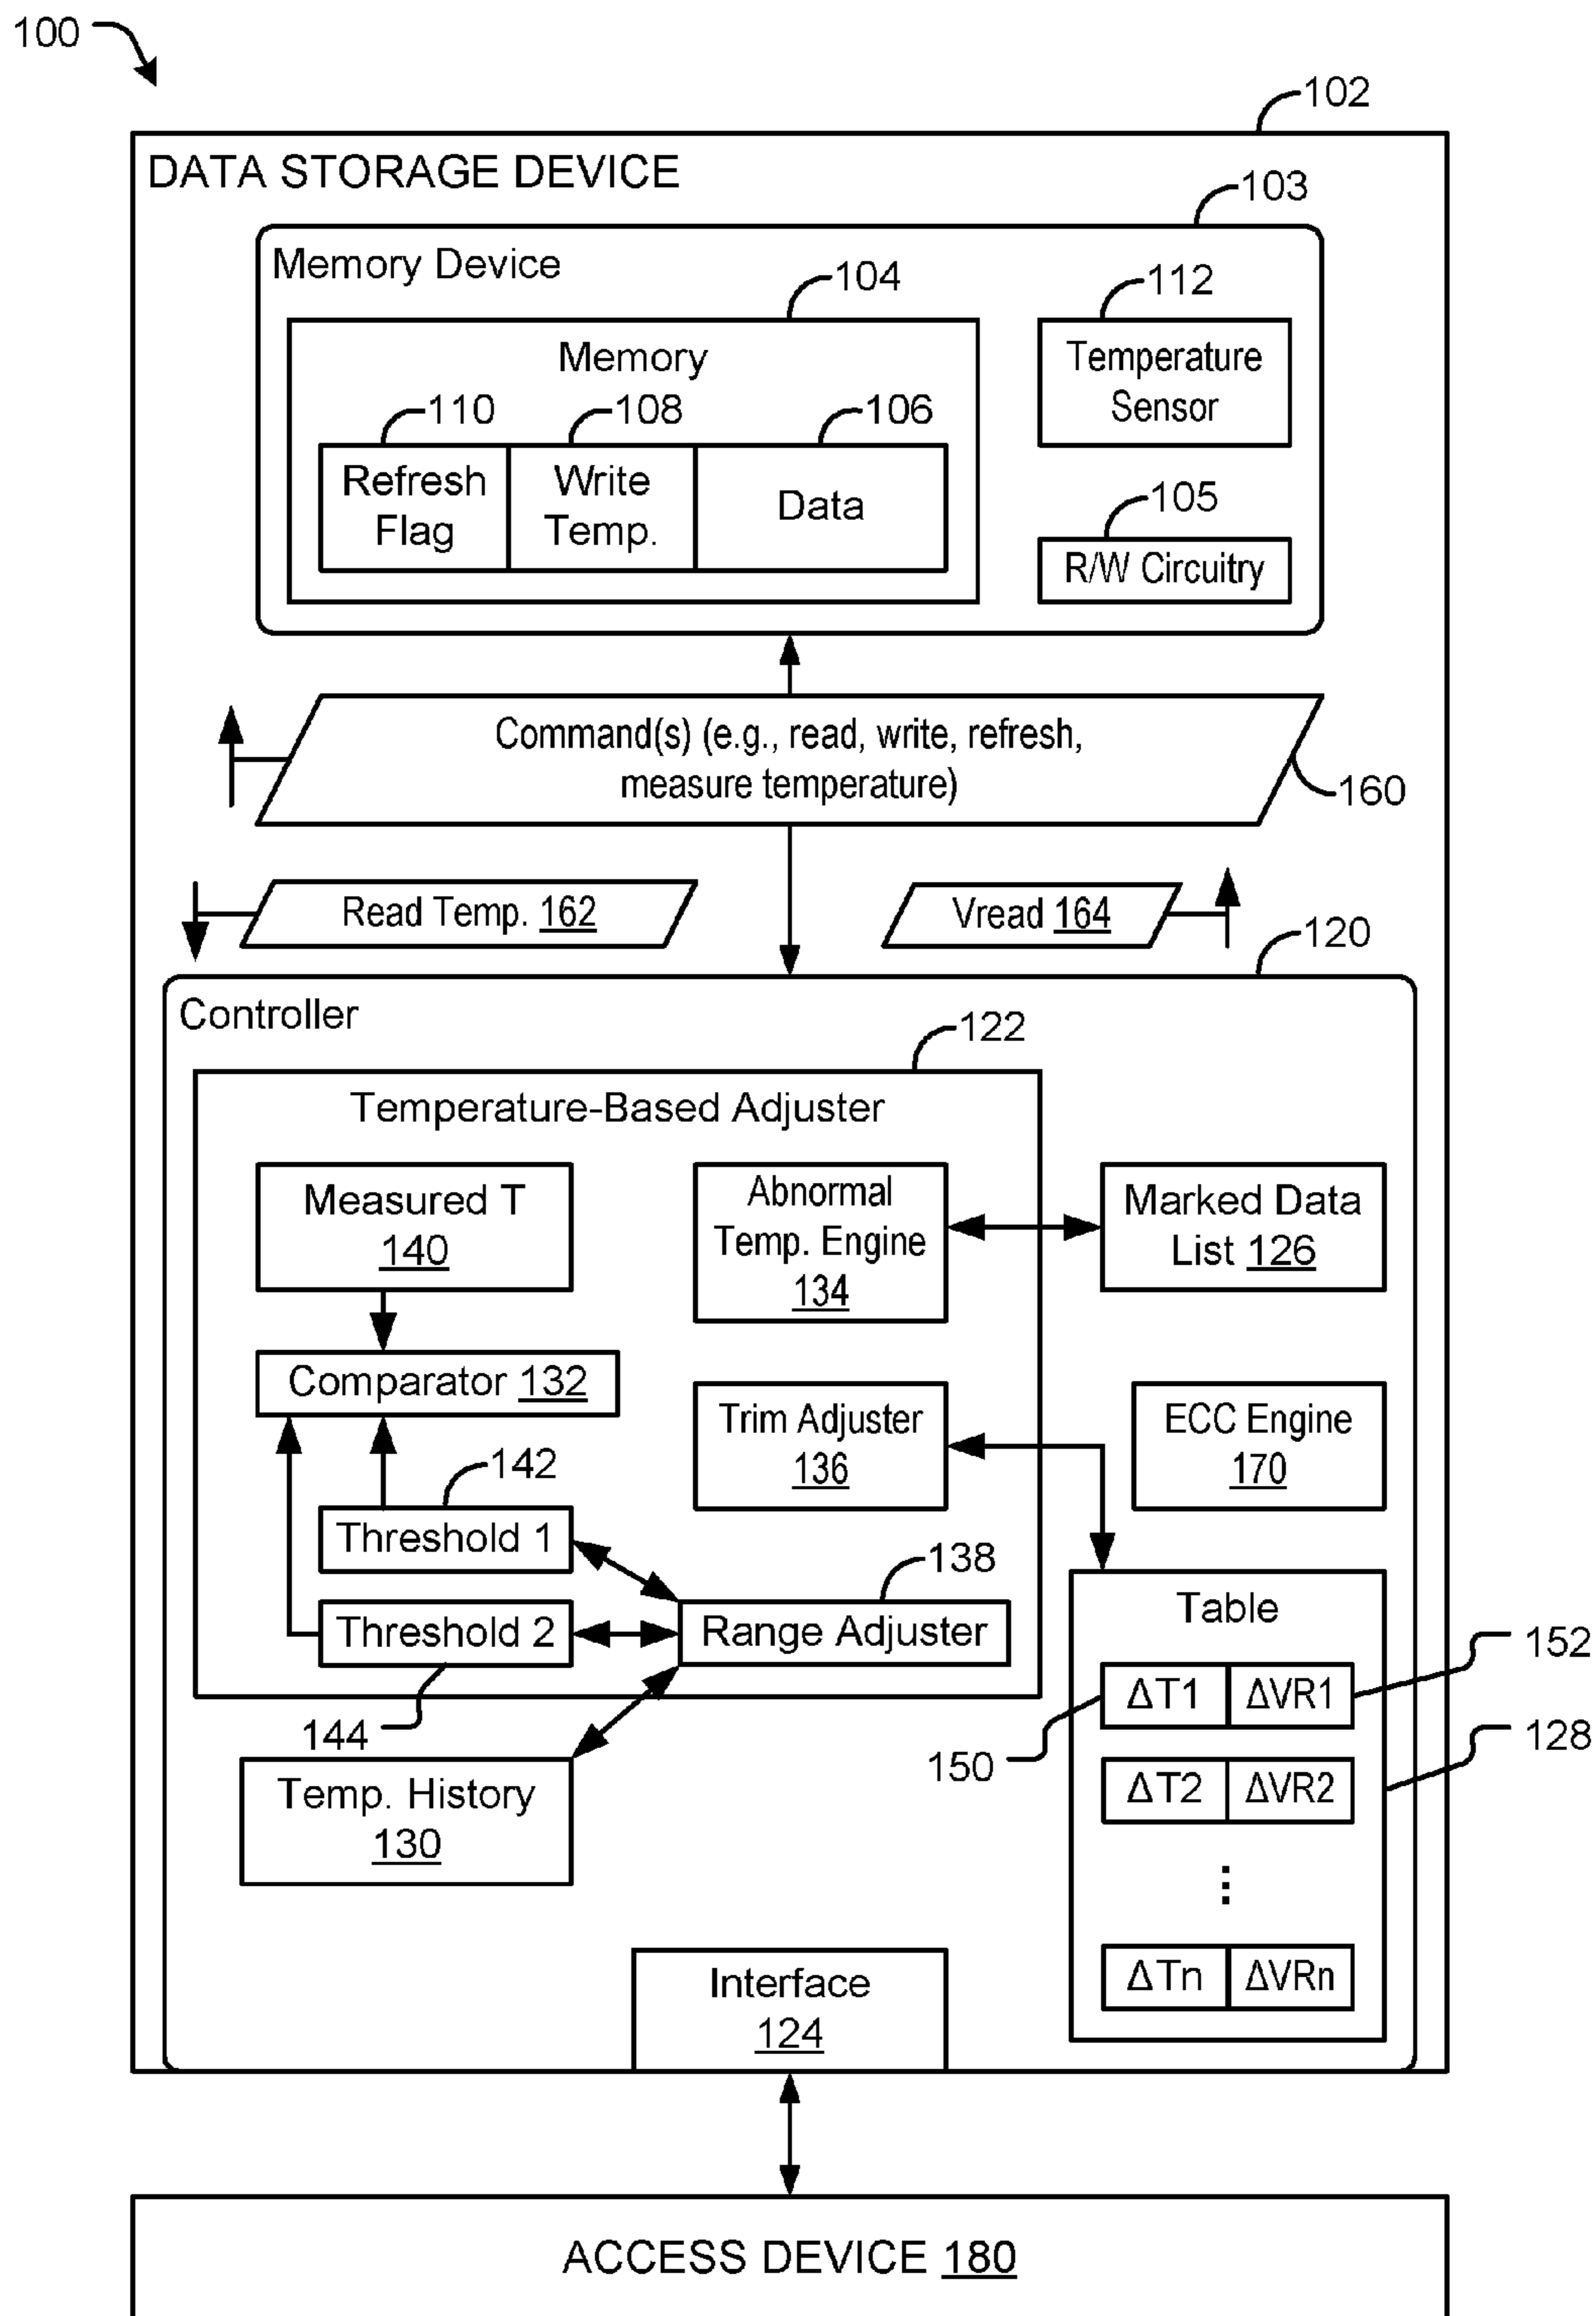 100
102
DATA STORAGE DEVICE
103
Memory Device
104
112
Memory
Temperature
Sensor
110
108
106
Refresh
Flag
Write
Temp.
Data
105
R/W Circuitry
Command(s) (e.g., read, write, refresh,
measure temperature)
160
Read Temp. 162
Vread 164
120
Controller
122
Temperature-Based Adjuster
Measured T
140
Abnormal
Temp. Engine
134
Marked Data
List 126
Comparator 132
Trim Adjuster
136
ECC Engine
170
142
Threshold 1
138
Threshold 2
Range Adjuster
Table
152
ΔT1
ΔVR1
144
150
128
ΔT2
ΔVR2
Temp. History
130
⋮
ΔTn
ΔVRn
Interface
124
ACCESS DEVICE 180